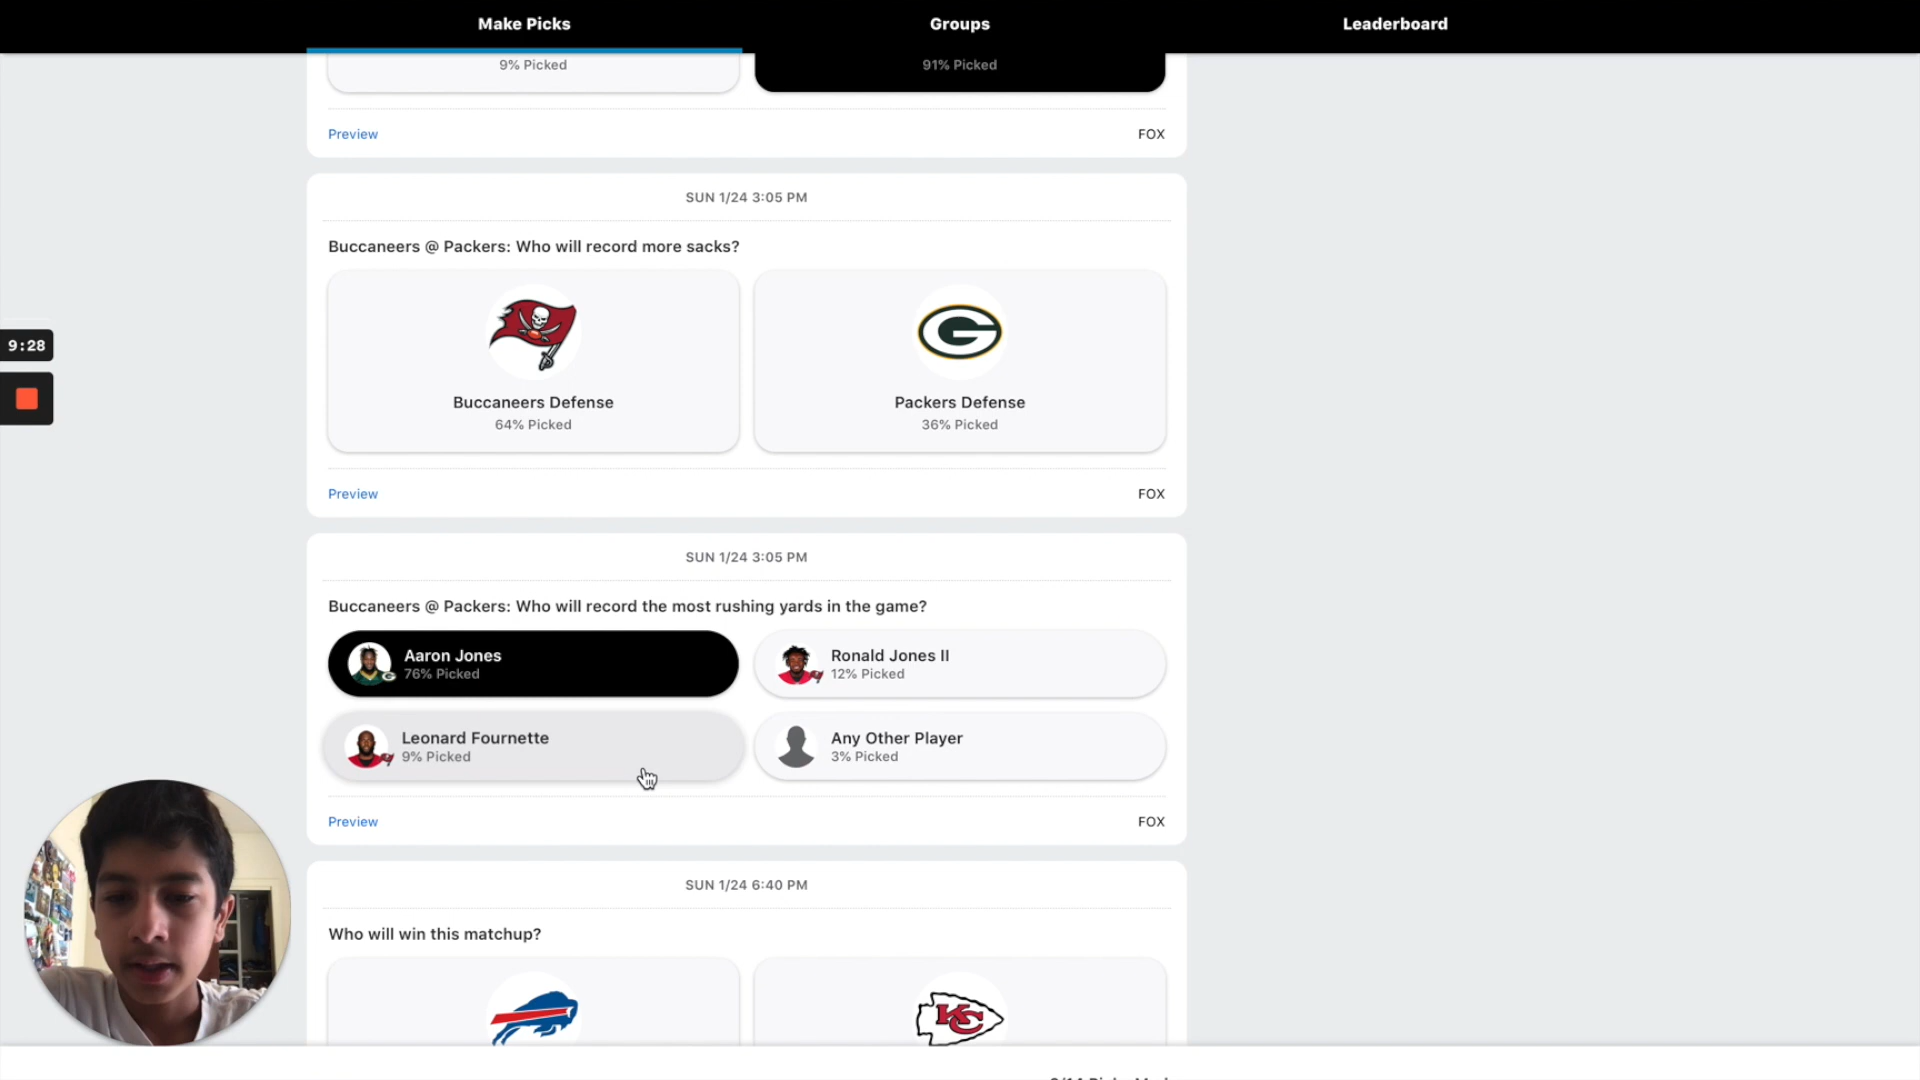 Make Picks
Groups
Leaderboard
9% Picked
91% Picked
Preview
FOX
SUN 1/24 3:05 PM
Buccaneers @ Packers: Who will record more sacks?
9:28
G
Buccaneers Defense
64% Picked
Packers Defense
36% Picked
Preview
FOX
SUN 1/24 3:05 PM
Buccaneers @ Packers: Who will record the most rushing yards in the game?
Aaron Jones
76% Picked
Ronald Jones II
12% Picked
Leonard Fournette
9% Picked
Any Other Player
3% Picked
Preview
FOX
SUN 1/24 6:40 PM
Who will win this matchup?
KC